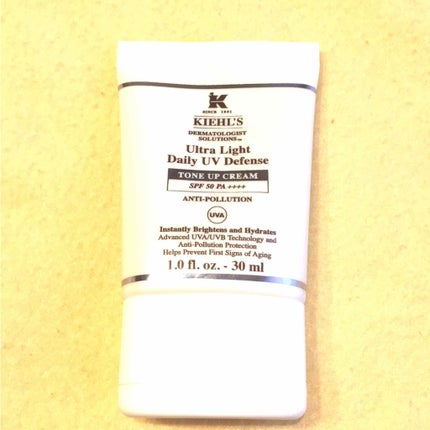 K
SINCE 1851
KIEHL'S
DERMATOLOGIST
SOLUTIONS™
Ultra Light
Daily UV Defense
TONE UP CREAM
SPF 50 PA ++++
ANTI-POLLUTION
UVA
Instantly Brightens and Hydrates
Advanced UVA/UVB Technology and
Anti-Pollution Protection
Helps Prevent First Signs of Aging
1.0 fl. oz. - 30 ml